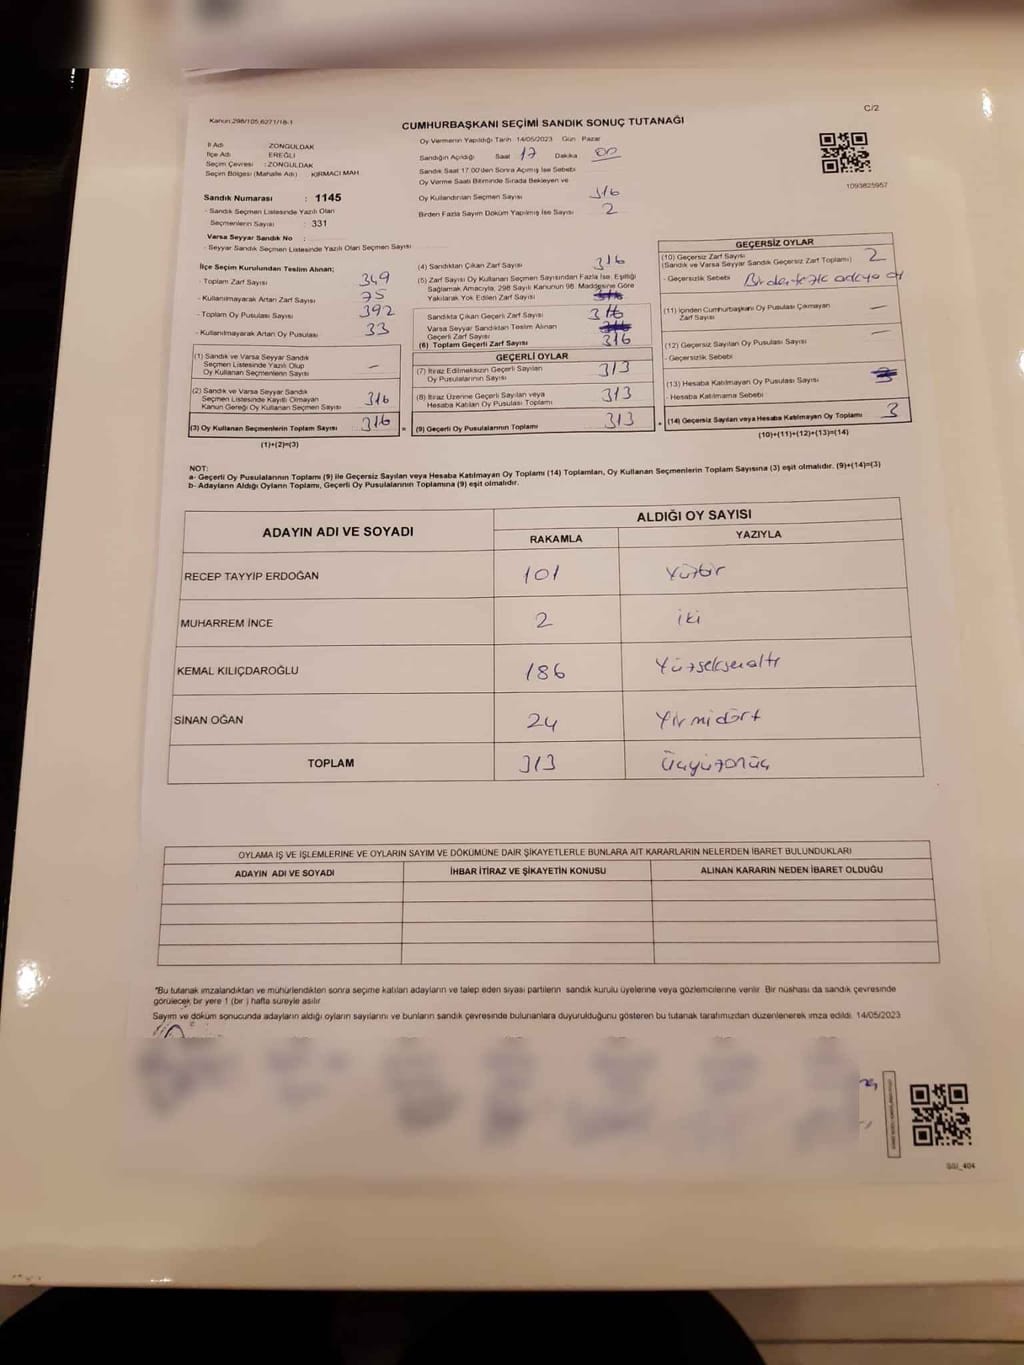 C/2
Kanun:298/105,6271/18-1
CUMHURBAŞKANI SEÇİMİ SANDIK SONUÇ TUTANAĞI
İl Adı : ZONGULDAK
İlçe Adı : EREĞLİ
Seçim Çevresi : ZONGULDAK
Seçim Bölgesi (Mahalle Adı) : KIRMACI MAH.
Sandık Numarası : 1145
- Sandık Seçmen Listesinde Yazılı Olan
Seçmenlerin Sayısı : 331
Varsa Seyyar Sandık No :
- Seyyar Sandık Seçmen Listesinde Yazılı Olan Seçmen Sayısı
Oy Vermenin Yapıldığı Tarih 14/05/2023 Gün Pazar
Sandığın Açıldığı Saat 17 Dakika 00
Sandık Saat 17.00'den Sonra Açılmış İse Sebebi
Oy Verme Saati Bitiminde Sırada Bekleyen ve
Oy Kullandırılan Seçmen Sayısı 316
Birden Fazla Sayım Döküm Yapılmış İse Sayısı 2
1093825957
İlçe Seçim Kurulundan Teslim Alınan;
- Toplam Zarf Sayısı 349
- Kullanılmayarak Artan Zarf Sayısı 75
- Toplam Oy Pusulası Sayısı 392
- Kullanılmayarak Artan Oy Pusulası 33
(1) Sandık ve Varsa Seyyar Sandık
Seçmen Listesinde Yazılı Olup
Oy Kullanan Seçmenlerin Sayısı –
(2) Sandık ve Varsa Seyyar Sandık
Seçmen Listesinde Kayıtlı Olmayan
Kanun Gereği Oy Kullanan Seçmen Sayısı 316
(3) Oy Kullanan Seçmenlerin Toplam Sayısı 316
(1)+(2)=(3)
(4) Sandıktan Çıkan Zarf Sayısı 316
(5) Zarf Sayısı Oy Kullanan Seçmen Sayısından Fazla İse, Eşitliği
Sağlamak Amacıyla, 298 Sayılı Kanunun 98. Maddesine Göre
Yakılarak Yok Edilen Zarf Sayısı
Sandıkta Çıkan Geçerli Zarf Sayısı 316
Varsa Seyyar Sandıktan Teslim Alınan
Geçerli Zarf Sayısı
(6) Toplam Geçerli Zarf Sayısı 316
GEÇERLİ OYLAR
(7) İtiraz Edilmeksizin Geçerli Sayılan
Oy Pusulalarının Sayısı 313
(8) İtiraz Üzerine Geçerli Sayılan veya
Hesaba Katılan Oy Pusulası Toplamı 313
(9) Geçerli Oy Pusulalarının Toplamı 313
GEÇERSİZ OYLAR
(10) Geçersiz Zarf Sayısı
(Sandık ve Varsa Seyyar Sandık Geçersiz Zarf Toplamı) 2
- Geçersizlik Sebebi Birden fazla adaya oy
(11) İçinden Cumhurbaşkanı Oy Pusulası Çıkmayan
Zarf Sayısı –
(12) Geçersiz Sayılan Oy Pusulası Sayısı –
- Geçersizlik Sebebi
(13) Hesaba Katılmayan Oy Pusulası Sayısı
- Hesaba Katılmama Sebebi
(14) Geçersiz Sayılan veya Hesaba Katılmayan Oy Toplamı 3
(10)+(11)+(12)+(13)=(14)
NOT:
a- Geçerli Oy Pusulalarının Toplamı (9) ile Geçersiz Sayılan veya Hesaba Katılmayan Oy Toplamı (14) Toplamları, Oy Kullanan Seçmenlerin Toplam Sayısına (3) eşit olmalıdır. (9)+(14)=(3)
b- Adayların Aldığı Oyların Toplamı, Geçerli Oy Pusulalarının Toplamına (9) eşit olmalıdır.
ADAYIN ADI VE SOYADI
ALDIĞI OY SAYISI
RAKAMLA YAZIYLA
RECEP TAYYİP ERDOĞAN 101 Yüzbir
MUHARREM İNCE 2 iki
KEMAL KILIÇDAROĞLU 186 Yüzseksenaltı
SİNAN OĞAN 24 Yirmidört
TOPLAM 313 Üçyüzonüç
OYLAMA İŞ VE İŞLEMLERİNE VE OYLARIN SAYIM VE DÖKÜMÜNE DAİR ŞİKAYETLERLE BUNLARA AİT KARARLARIN NELERDEN İBARET BULUNDUKLARI
ADAYIN ADI VE SOYADI İHBAR İTİRAZ VE ŞİKAYETİN KONUSU ALINAN KARARIN NEDEN İBARET OLDUĞU
*Bu tutanak imzalandıktan ve mühürlendikten sonra seçime katılan adayların ve talep eden siyasi partilerin sandık kurulu üyelerine veya gözlemcilerine verilir. Bir nüshası da sandık çevresinde
görülecek bir yere 1 (bir ) hafta süreyle asılır.
Sayım ve döküm sonucunda adayların aldığı oyların sayılarını ve bunların sandık çevresinde bulunanlara duyurulduğunu gösteren bu tutanak tarafımızdan düzenlenerek imza edildi. 14/05/2023
SSI_404